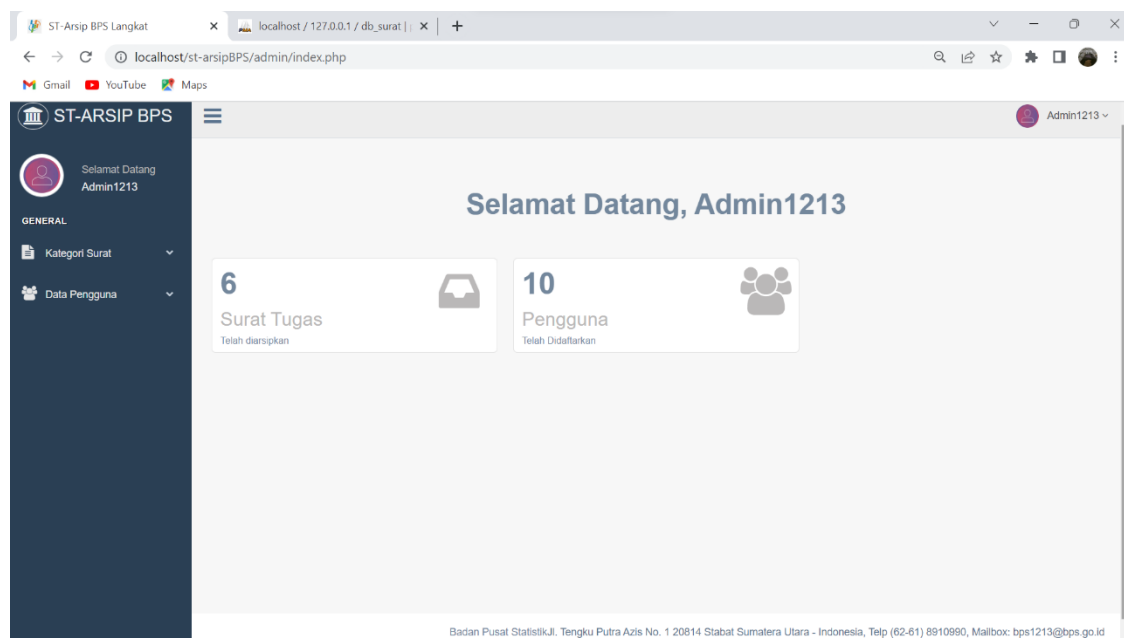 ST-Arsip BPS Langkat
localhost / 127.0.0.1 / db_surat |
localhost/st-arsipBPS/admin/index.php
Gmail YouTube Maps
ST-ARSIP BPS
Admin1213
Selamat Datang
Admin1213
GENERAL
Kategori Surat
Data Pengguna
Selamat Datang, Admin1213
6
Surat Tugas
Telah diarsipkan
10
Pengguna
Telah Didaftarkan
Badan Pusat StatistikJl. Tengku Putra Azis No. 1 20814 Stabat Sumatera Utara - Indonesia, Telp (62-61) 8910990, Mailbox: bps1213@bps.go.id